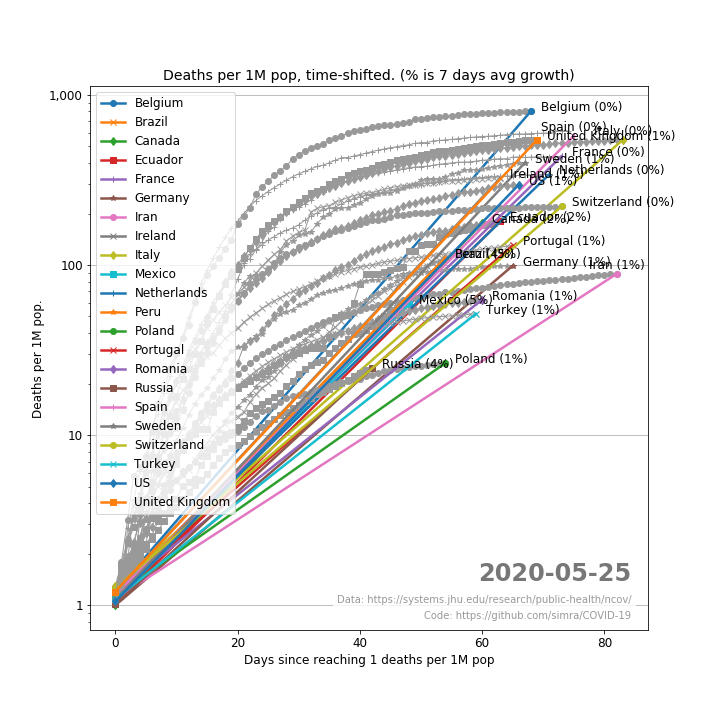 Deaths per 1M pop, time-shifted. (% is 7 days avg growth)
Deaths per 1M pop.
1,000
100
10
1
Belgium
Brazil
Canada
Ecuador
France
Germany
Iran
Ireland
Italy
Mexico
Netherlands
Peru
Poland
Portugal
Romania
Russia
Spain
Sweden
Switzerland
Turkey
US
United Kingdom
Belgium (0%)
Spain (0%)
Italy (0%)
United Kingdom (1%)
France (0%)
Sweden (1%)
Netherlands (0%)
Ireland (1%)
US (1%)
Switzerland (0%)
Ecuador (2%)
Canada (2%)
Portugal (1%)
Brazil (4%)
Germany (1%)
Iran (1%)
Romania (1%)
Mexico (5%)
Turkey (1%)
Poland (1%)
Russia (4%)
2020-05-25
Data: https://systems.jhu.edu/research/public-health/ncov/
Code: https://github.com/simra/COVID-19
0
20
40
60
80
Days since reaching 1 deaths per 1M pop